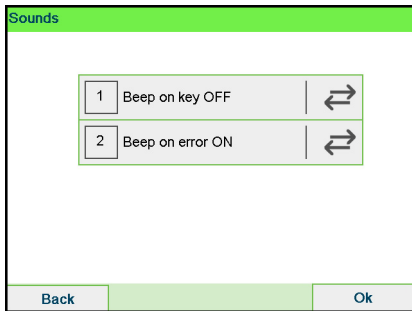 Sounds
1 Beep on key OFF
2 Beep on error ON
Back Ok